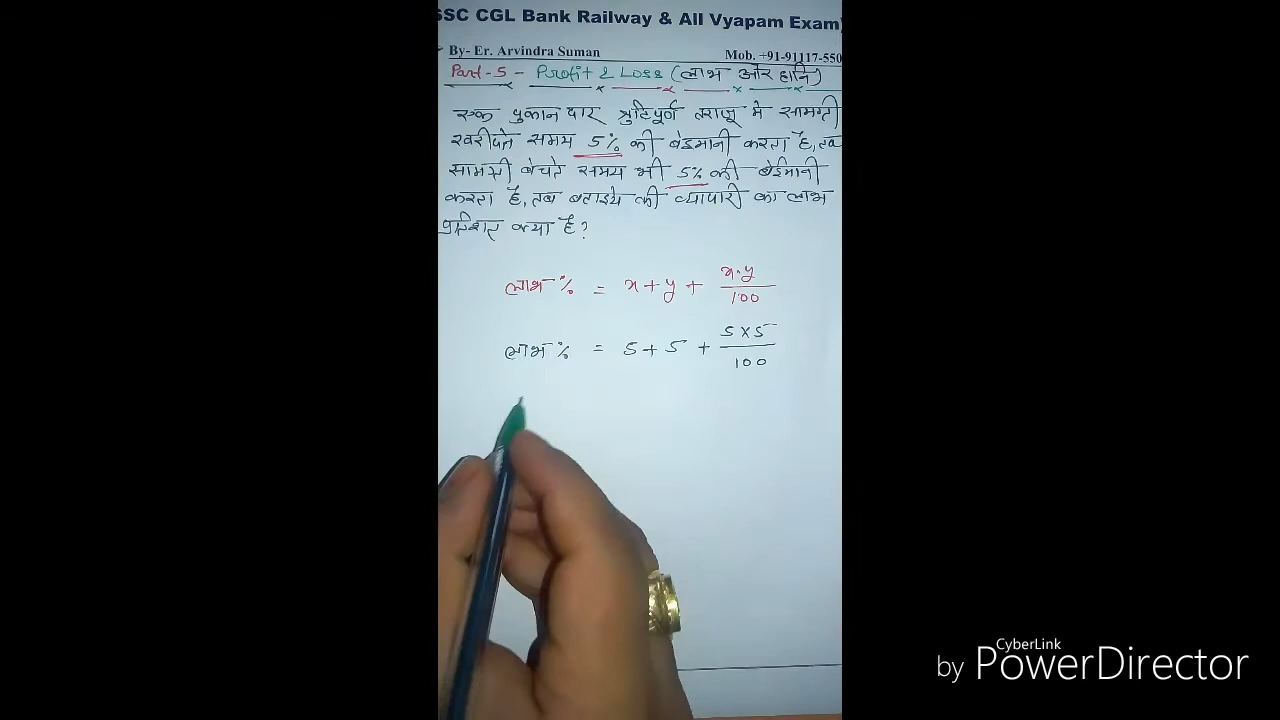 SSC CGL Bank Railway & All Vyapam Exam)
By- Er. Arvindra Suman Mob. +91-91117-550
Part-5 - Profit & Loss (लाभ और हानि)
एक दुकानदार त्रुटिपूर्ण तराजू मे सामग्री
खरीदते समय 5% की बेइमानी करता है, तब
सामग्री बेचते समय भी 5% की बेईमानी
करता है, तब बताइये की व्यापारी का लाभ
प्रतिशत क्या है?
लाभ % = x + y + x.y/100
लाभ % = 5 + 5 + 5×5/100
CyberLink
by PowerDirector